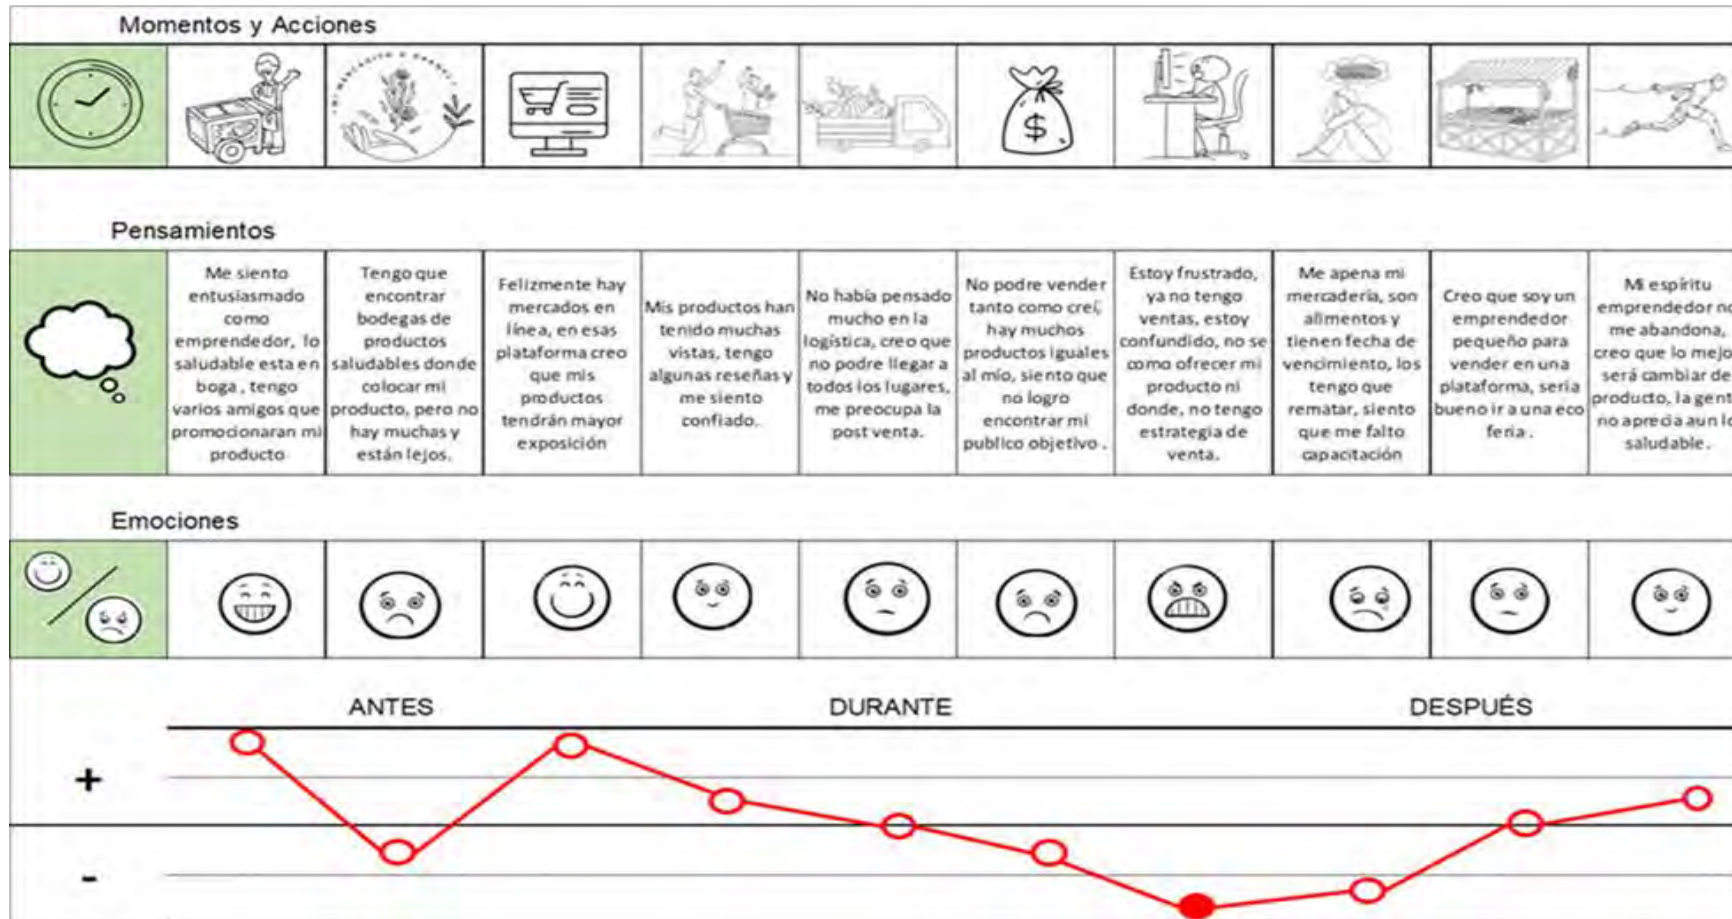 Momentos y Acciones
MI MERCADITO
$
Pensamientos
Me siento
entusiasmado
como
emprendedor, lo
saludable esta en
boga , tengo
varios amigos que
promocionaran mi
producto
Tengo que
encontrar
bodegas de
productos
saludables donde
colocar mi
producto, pero no
hay muchas y
están lejos.
Felizmente hay
mercados en
línea, en esas
plataforma creo
que mis
productos
tendrán mayor
exposición
Mis productos han
tenido muchas
vistas, tengo
algunas reseñas y
me siento
confiado.
No había pensado
mucho en la
logística, creo que
no podre llegar a
todos los lugares,
me preocupa la
post venta.
No podre vender
tanto como creí,
hay muchos
productos iguales
al mío, siento que
no logro
encontrar mi
publico objetivo .
Estoy frustrado,
ya no tengo
ventas, estoy
confundido, no se
como ofrecer mi
producto ni
donde, no tengo
estrategia de
venta.
Me apena mi
mercadería, son
alimentos y
tienen fecha de
vencimiento, los
tengo que
rematar, siento
que me falto
capacitación
Creo que soy un
emprendedor
pequeño para
vender en una
plataforma, seria
bueno ir a una eco
feria .
Mi espíritu
emprendedor no
me abandona,
creo que lo mejo
será cambiar de
producto, la gent
no aprecia aun lo
saludable.
Emociones
ANTES
DURANTE
DESPUÉS
+
-